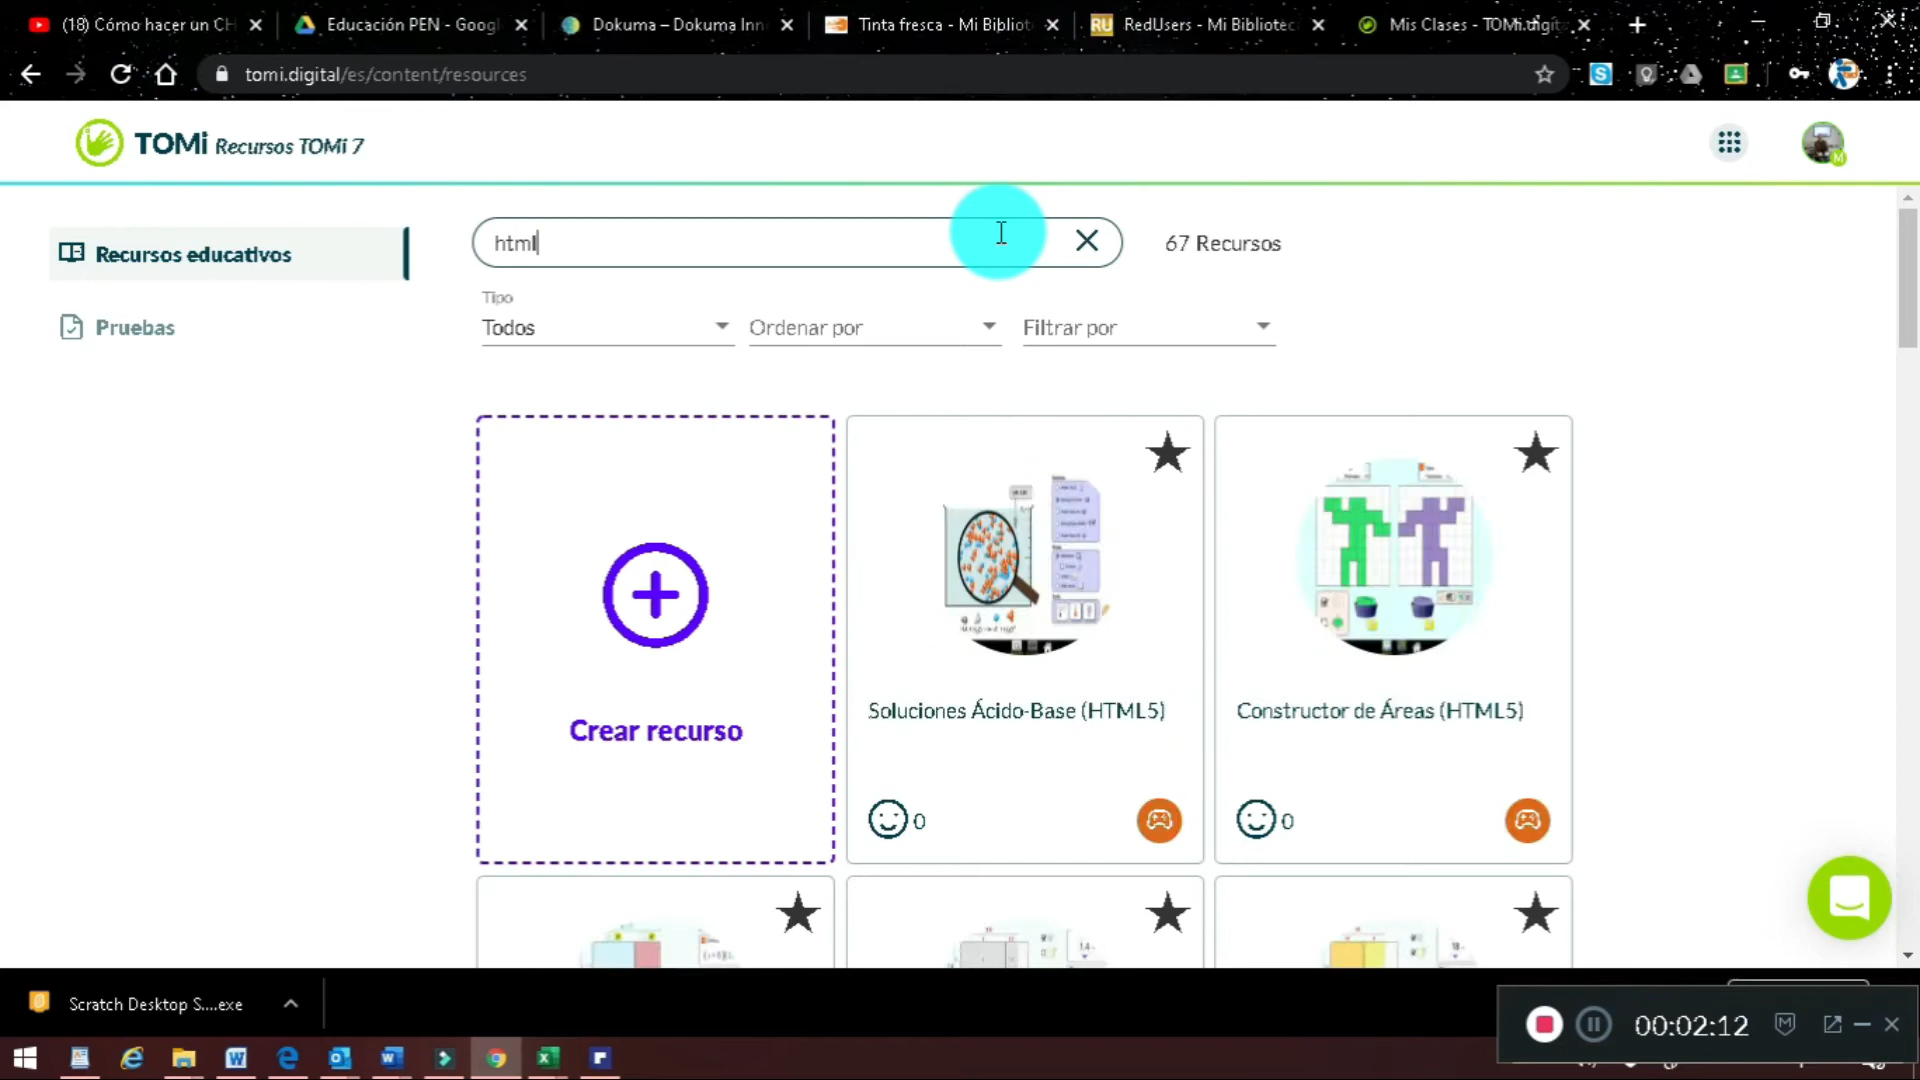 (18) Cómo hacer un CH
Educación PEN - Googl
Dokuma – Dokuma Inn
Tinta fresca - Mi Bibliot
RU RedUsers - Mi Bibliotec
Mis Clases - TOMi.digit
tomi.digital/es/content/resources
TOMi Recursos TOMi 7
M
html
67 Recursos
Recursos educativos
Tipo
Todos
Ordenar por
Filtrar por
Pruebas
Crear recurso
Soluciones Ácido-Base (HTML5)
Constructor de Áreas (HTML5)
0
0
Scratch Desktop S....exe
00:02:12